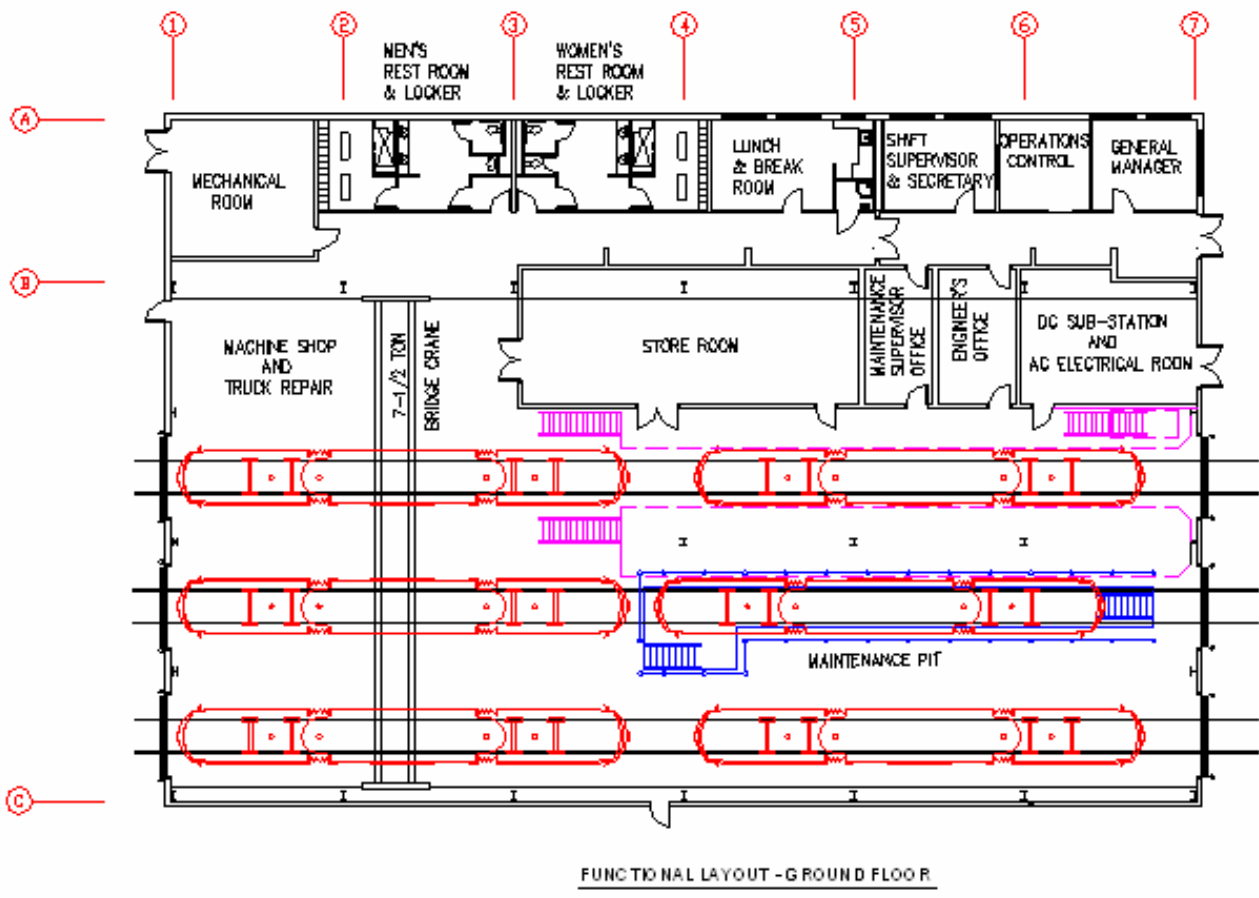 1 2 3 4 5 6 7
MEN'S
REST ROOM
& LOCKER
WOMEN'S
REST ROOM
& LOCKER
A
MECHANICAL
ROOM
LUNCH
& BREAK
ROOM
SHIFT
SUPERVISOR
& SECRETARY
OPERATIONS
CONTROL
GENERAL
MANAGER
B
MACHINE SHOP
AND
TRUCK REPAIR
7-1/2 TON
BRIDGE CRANE
STORE ROOM
MAINTENANCE
SUPERVISOR
OFFICE
ENGINEER'S
OFFICE
DC SUB-STATION
AND
AC ELECTRICAL ROOM
MAINTENANCE PIT
C
FUNCTIONAL LAYOUT - GROUND FLOOR